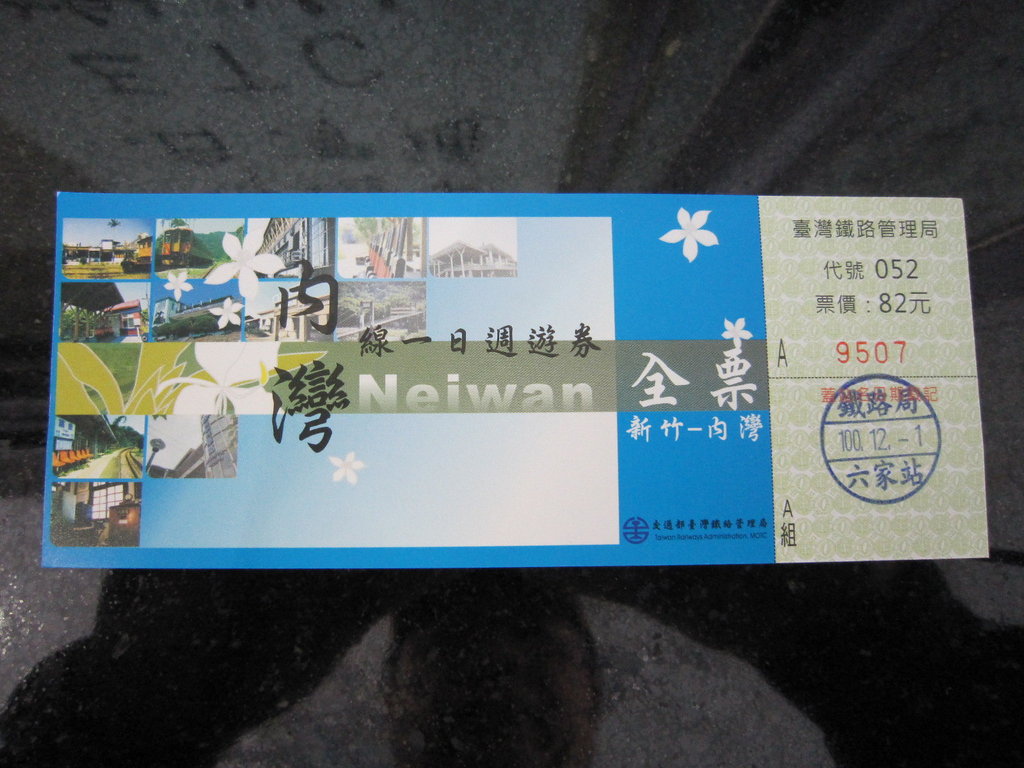 內灣
線一日週遊券
Neiwan
全票
新竹-內灣
交通部臺灣鐵路管理局
Taiwan Railways Administration, MOTC
臺灣鐵路管理局
代號 052
票價:82元
A
9507
鐵路局
100.12.-1
六家站
A
組